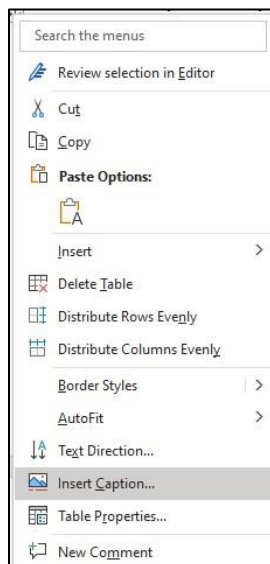 Search the menus
Review selection in Editor
Cut
Copy
Paste Options:
A
Insert
Delete Table
Distribute Rows Evenly
Distribute Columns Evenly
Border Styles
AutoFit
Text Direction...
Insert Caption...
Table Properties...
New Comment